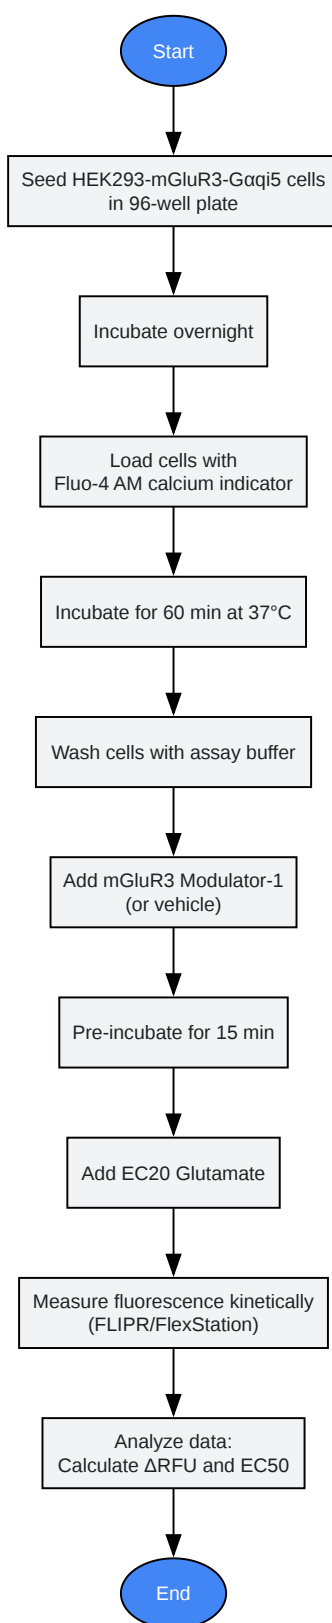 Start
Seed HEK293-mGluR3-Gαqi5 cells
in 96-well plate
Incubate overnight
Load cells with
Fluo-4 AM calcium indicator
Incubate for 60 min at 37°C
Wash cells with assay buffer
Add mGluR3 Modulator-1
(or vehicle)
Pre-incubate for 15 min
Add EC20 Glutamate
Measure fluorescence kinetically
(FLIPR/FlexStation)
Analyze data:
Calculate ΔRFU and EC50
End